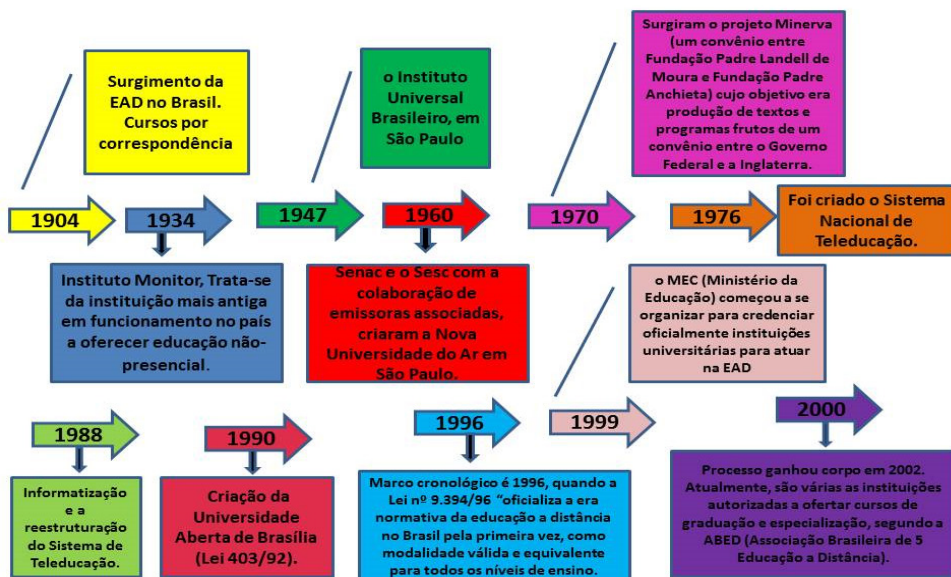 Surgimento da
EAD no Brasil.
Cursos por
correspondência
o Instituto
Universal
Brasileiro, em
São Paulo
Surgiram o projeto Minerva
(um convênio entre
Fundação Padre Landell
de Moura e Fundação Padre
Anchieta) cujo objetivo era
produção de textos e
programas frutos de um
convênio entre o Governo
Federal e a Inglaterra.
1904
1934
1947
1960
1970
1976
Foi criado o Sistema
Nacional de
Teleducação.
Instituto Monitor, Trata-se
da instituição mais antiga
em funcionamento no país
a oferecer educação não-
presencial.
Senac e o Sesc com a
colaboração de
emissoras associadas,
criaram a Nova
Universidade do Ar em
São Paulo.
o MEC (Ministério da
Educação) começou a se
organizar para credenciar
oficialmente instituições
universitárias para atuar
na EAD
1988
1990
1996
1999
2000
Informatização
e a
reestruturação
do Sistema de
Teleducação.
Criação da
Universidade
Aberta de Brasília
(Lei 403/92).
Marco cronológico é 1996, quando a
Lei nº 9.394/96 “oficializa a era
normativa da educação a distância
no Brasil pela primeira vez, como
modalidade válida e equivalente
para todos os níveis de ensino.
Processo ganhou corpo em 2002.
Atualmente, são várias as instituições
autorizadas a ofertar cursos de
graduação e especialização, segundo a
ABED (Associação Brasileira de 5
Educação a Distância).